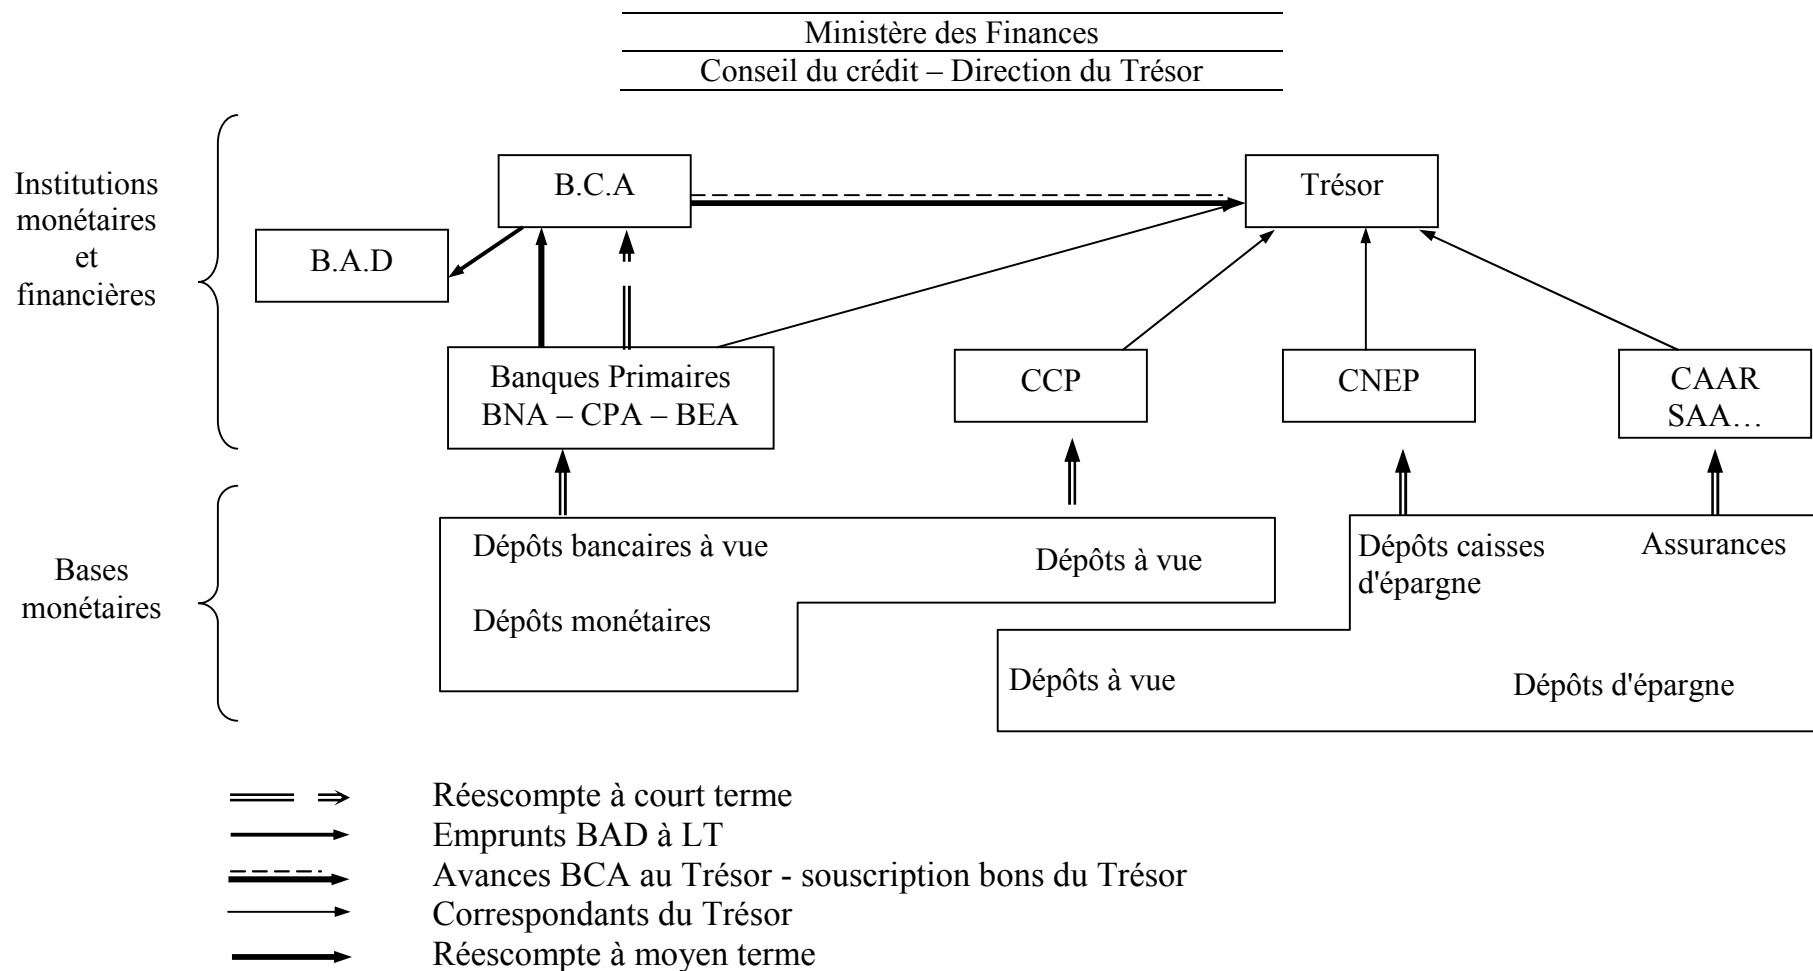 Ministère des Finances
Conseil du crédit – Direction du Trésor
Institutions
monétaires
et
financières
B.C.A
Trésor
B.A.D
Banques Primaires
BNA – CPA – BEA
CCP
CNEP
CAAR
SAA…
Bases
monétaires
Dépôts bancaires à vue
Dépôts à vue
Dépôts caisses
d'épargne
Assurances
Dépôts monétaires
Dépôts à vue
Dépôts d'épargne
Réescompte à court terme
Emprunts BAD à LT
Avances BCA au Trésor - souscription bons du Trésor
Correspondants du Trésor
Réescompte à moyen terme